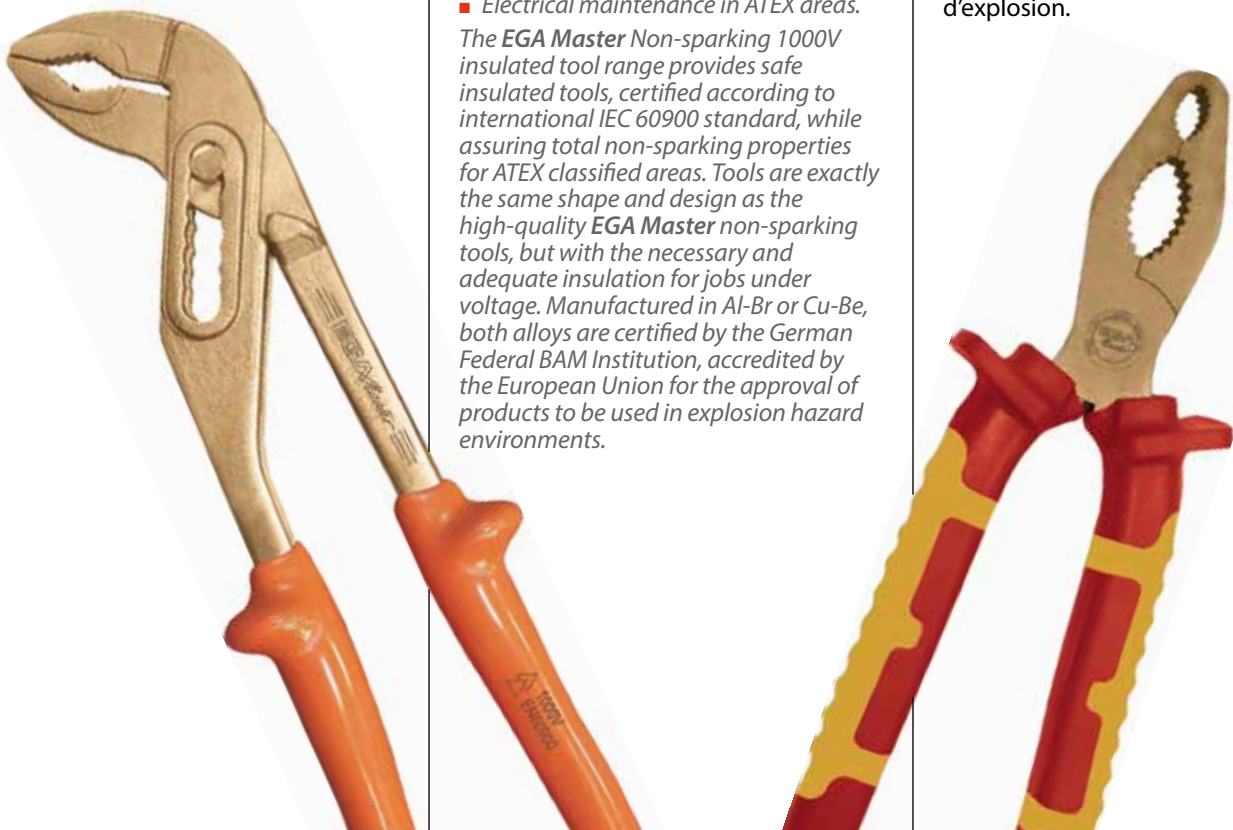 Electrical maintenance in ATEX areas.
The EGA Master Non-sparking 1000V
insulated tool range provides safe
insulated tools, certified according to
international IEC 60900 standard, while
assuring total non-sparking properties
for ATEX classified areas. Tools are exactly
the same shape and design as the
high-quality EGA Master non-sparking
tools, but with the necessary and
adequate insulation for jobs under
voltage. Manufactured in Al-Br or Cu-Be,
both alloys are certified by the German
Federal BAM Institution, accredited by
the European Union for the approval of
products to be used in explosion hazard
environments.
d’explosion.
EGA Master
1000V